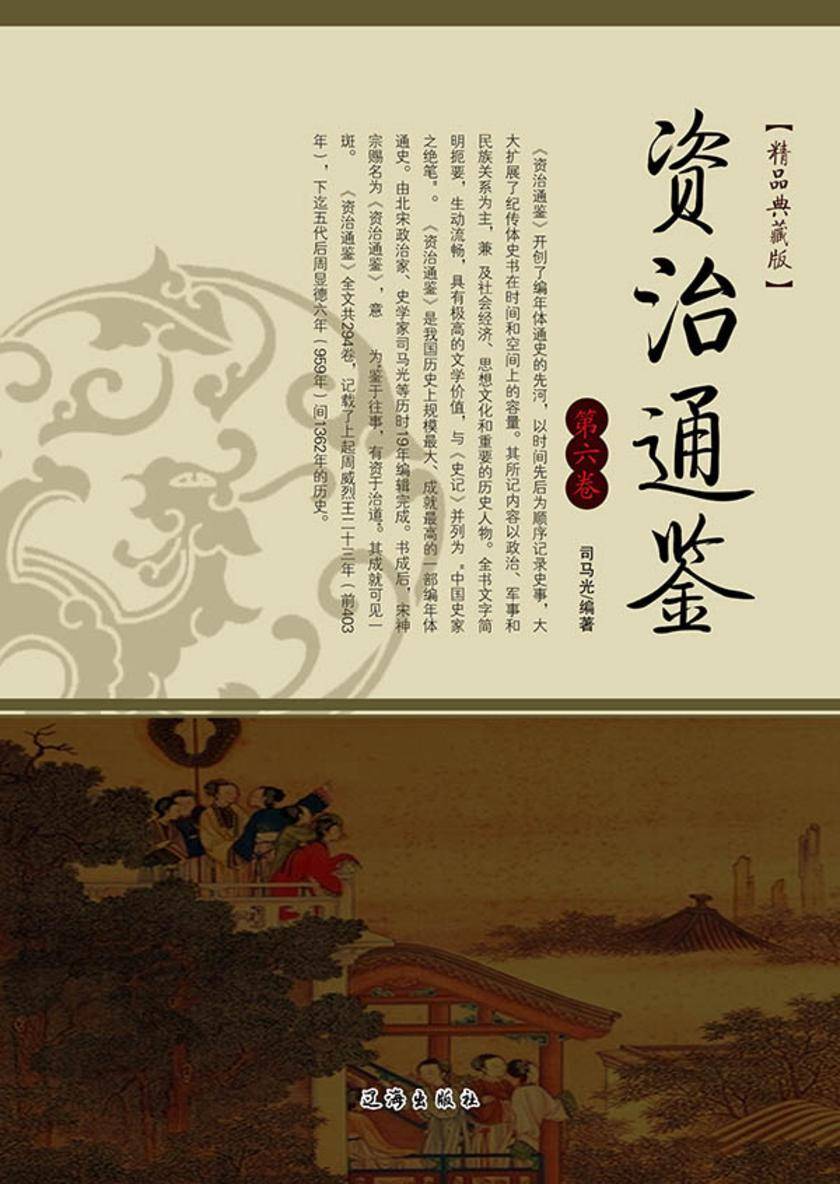 【精品典藏版】
资治通鉴
第六卷
司马光/编著
《资治通鉴》开创了编年体通史的先河，以时间先后为顺序记录史事，大
大扩展了纪传体史书在时间和空间上的容量。其所记内容以政治、军事和
民族关系为主，兼 及社会经济、思想文化和重要的历史人物。全书文字简
明扼要，生动流畅，具有极高的文学价值，与《史记》并列为“中国史家
之绝笔”。 《资治通鉴》是我国历史上规模最大、成就最高的一部编年体
通史。由北宋政治家、史学家司马光等历时19年编辑完成。书成后，宋神
宗赐名为《资治通鉴》，意 为“鉴于往事，有资于治道”。其成就可见一
斑。 《资治通鉴》全文共294卷，记载了上起周威烈王二十三年（前403
年），下迄五代后周显德六年（959年）间1362年的历史。
辽海出版社